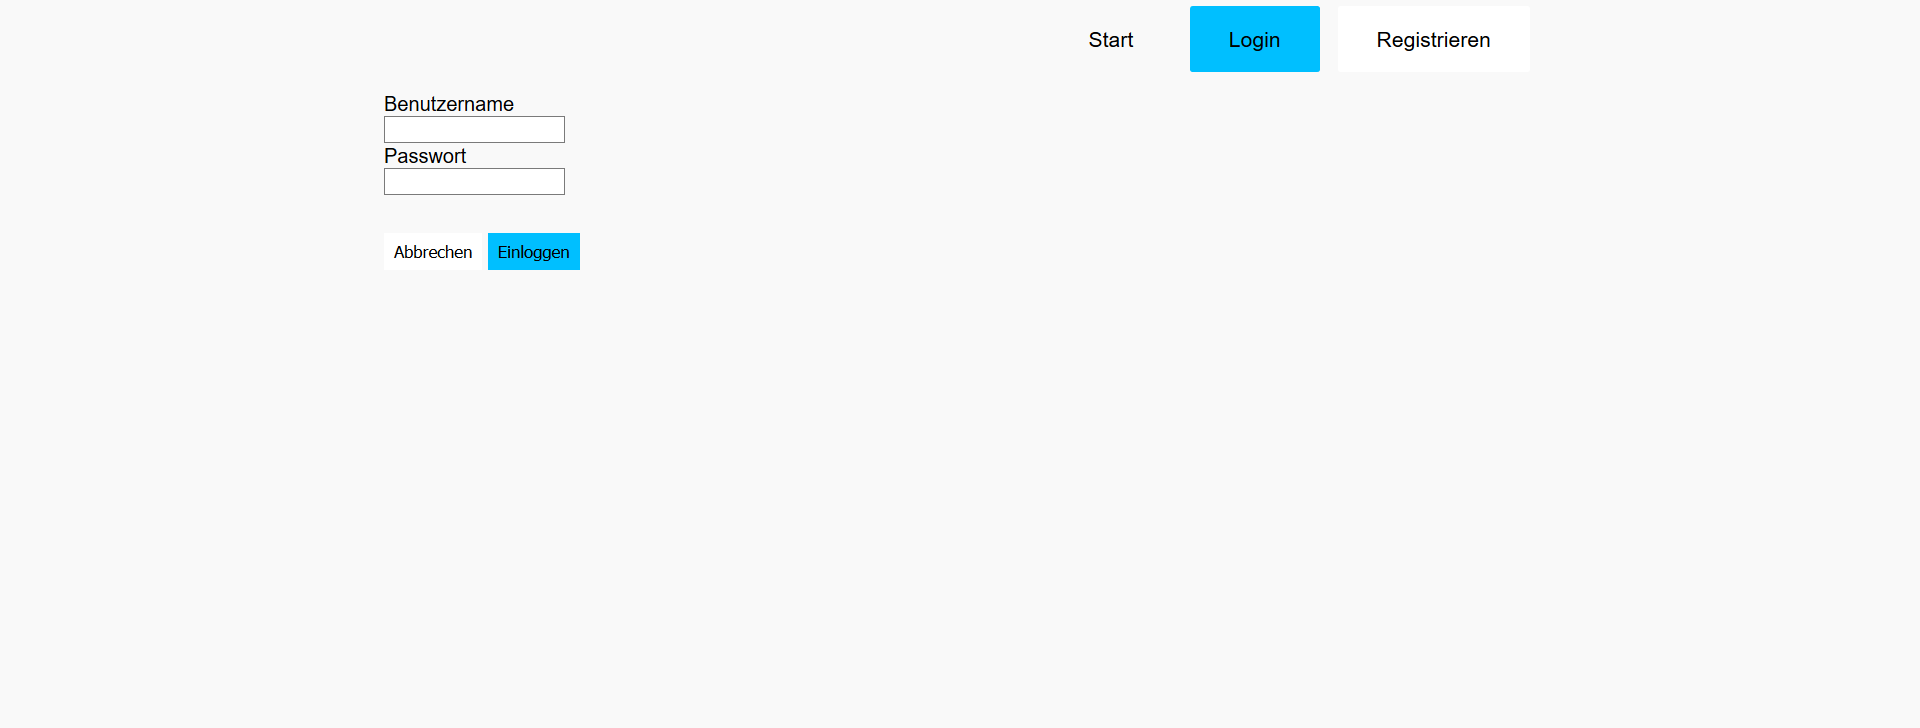 Start Login Registrieren
Benutzername
Passwort
Abbrechen Einloggen